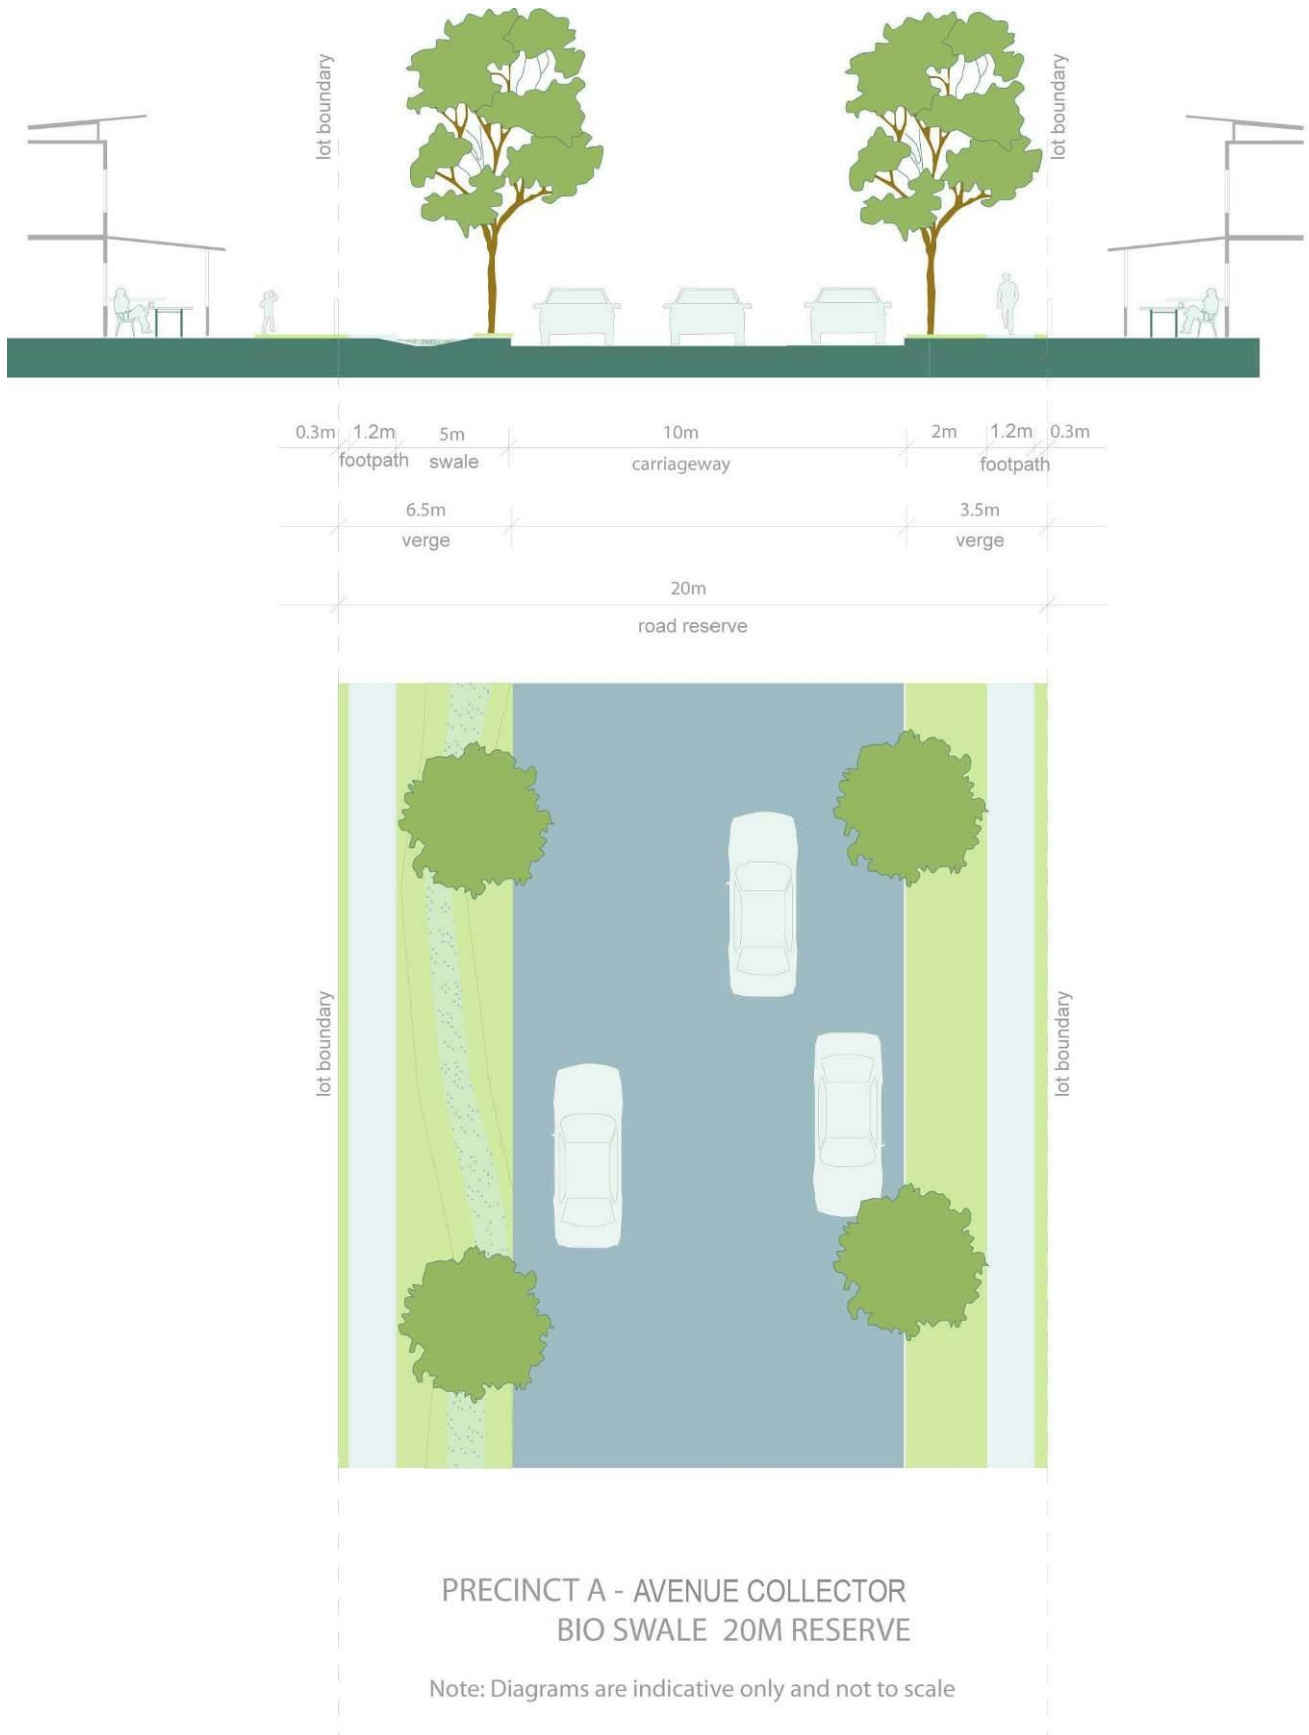 lot boundary
lot boundary
0.3m 1.2m 5m 10m 2m 1.2m 0.3m
footpath swale carriageway footpath
6.5m 3.5m
verge verge
20m
road reserve
lot boundary
lot boundary
PRECINCT A - AVENUE COLLECTOR
BIO SWALE 20M RESERVE
Note: Diagrams are indicative only and not to scale